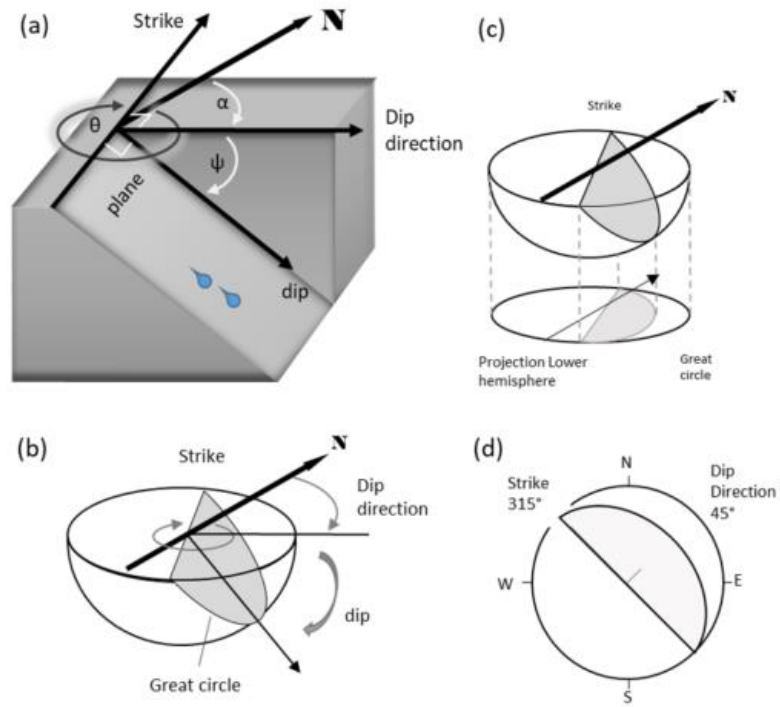 (a)
Strike
N
α
θ
Dip
direction
ψ
plane
dip
(c)
Strike
N
Projection Lower
hemisphere
Great
circle
(b)
Strike
N
Dip
direction
dip
Great circle
(d)
N
Strike
315°
Dip
Direction
45°
W
E
S